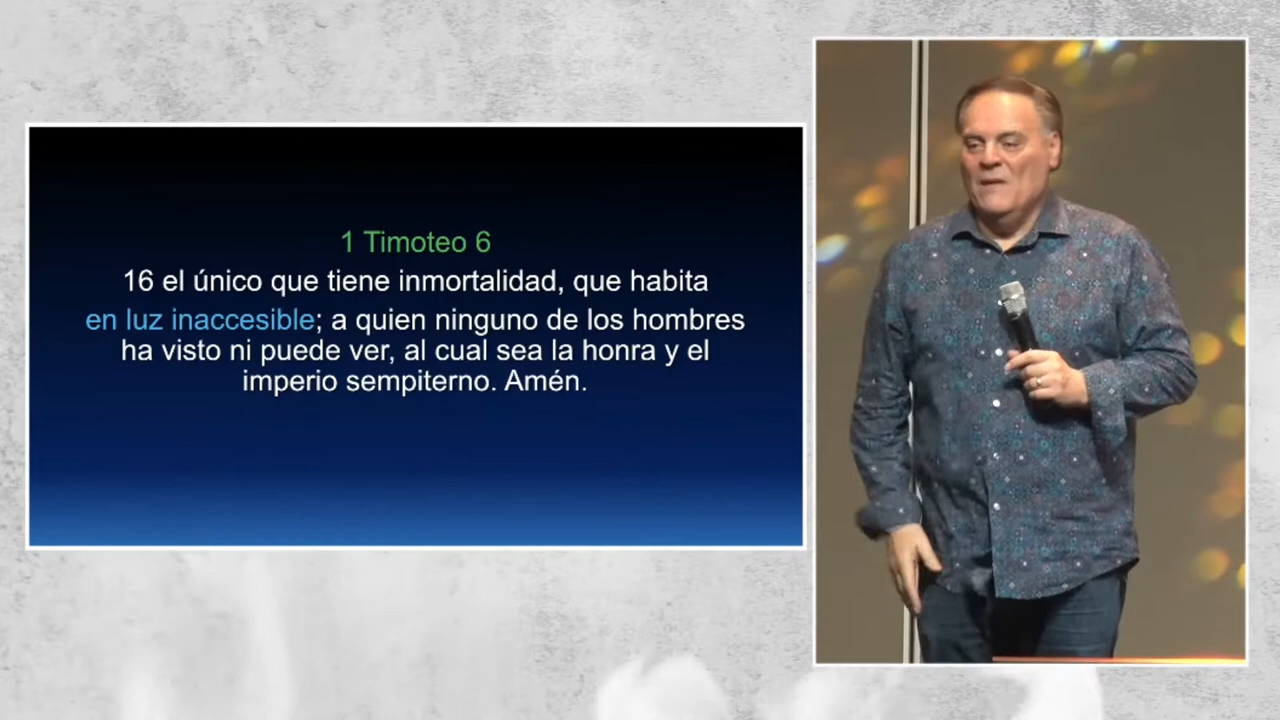 1 Timoteo 6
16 el único que tiene inmortalidad, que habita
en luz inaccesible; a quien ninguno de los hombres
ha visto ni puede ver, al cual sea la honra y el
imperio sempiterno. Amén.